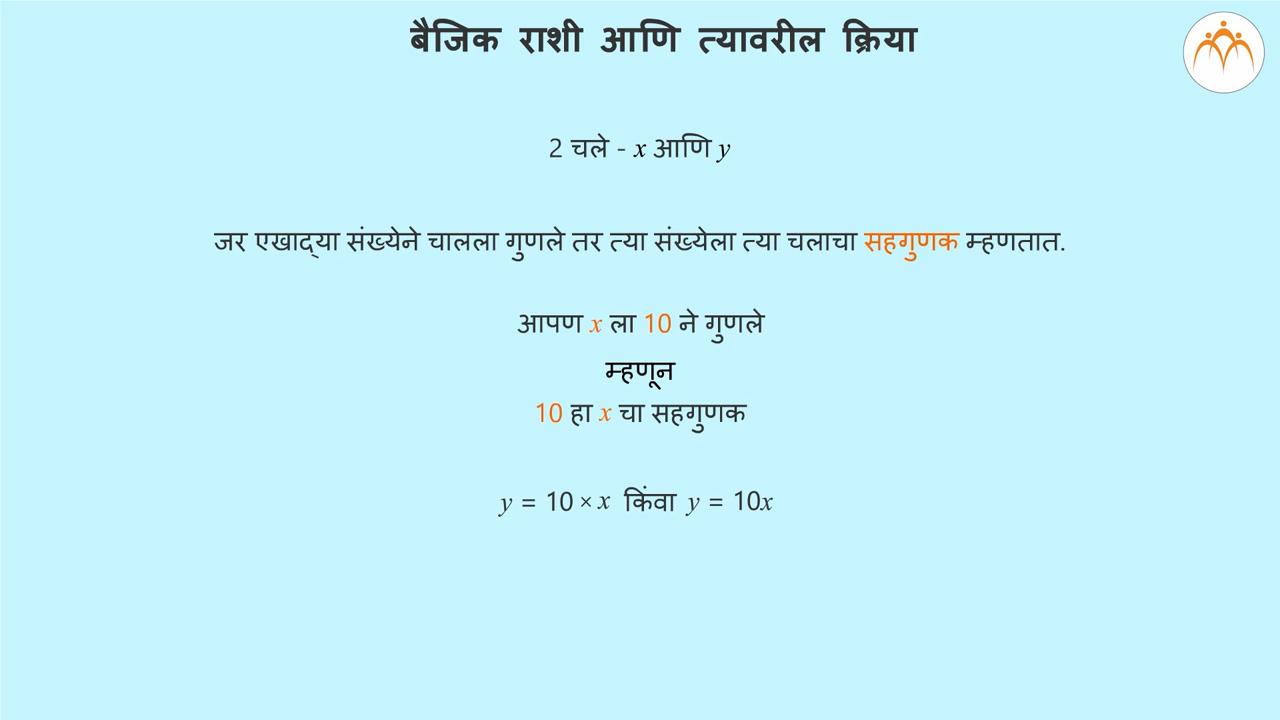 बैजिक राशी आणि त्यावरील क्रिया
2 चले - x आणि y
जर एखाद्‌या संख्येने चालला गुणले तर त्या संख्येला त्या चलाचा सहगुणक म्हणतात.
आपण x ला 10 ने गुणले
म्हणून
10 हा x चा सहगुणक
y = 10 × x किंवा y = 10x